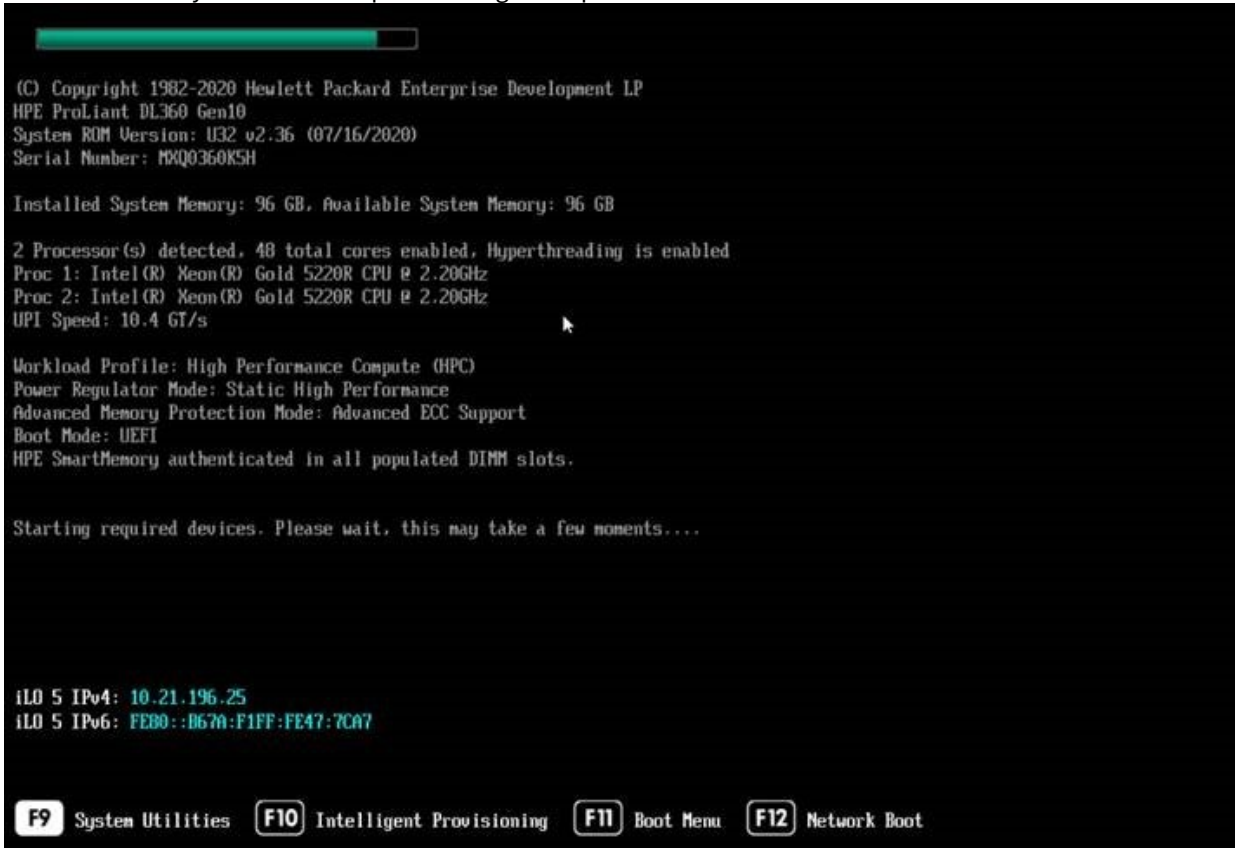 (C) Copyright 1982-2020 Hewlett Packard Enterprise Development LP
HPE ProLiant DL360 Gen10
System ROM Version: U32 v2.36 (07/16/2020)
Serial Number: MXQ0360K5H
Installed System Memory: 96 GB, Available System Memory: 96 GB
2 Processor(s) detected, 48 total cores enabled, Hyperthreading is enabled
Proc 1: Intel(R) Xeon(R) Gold 5220R CPU @ 2.20GHz
Proc 2: Intel(R) Xeon(R) Gold 5220R CPU @ 2.20GHz
UPI Speed: 10.4 GT/s
Workload Profile: High Performance Compute (HPC)
Power Regulator Mode: Static High Performance
Advanced Memory Protection Mode: Advanced ECC Support
Boot Mode: UEFI
HPE SmartMemory authenticated in all populated DIMM slots.
Starting required devices. Please wait, this may take a few moments....
iLO 5 IPv4: 10.21.196.25
iLO 5 IPv6: FE80::B67A:F1FF:FE47:7CA7
F9 System Utilities F10 Intelligent Provisioning F11 Boot Menu F12 Network Boot